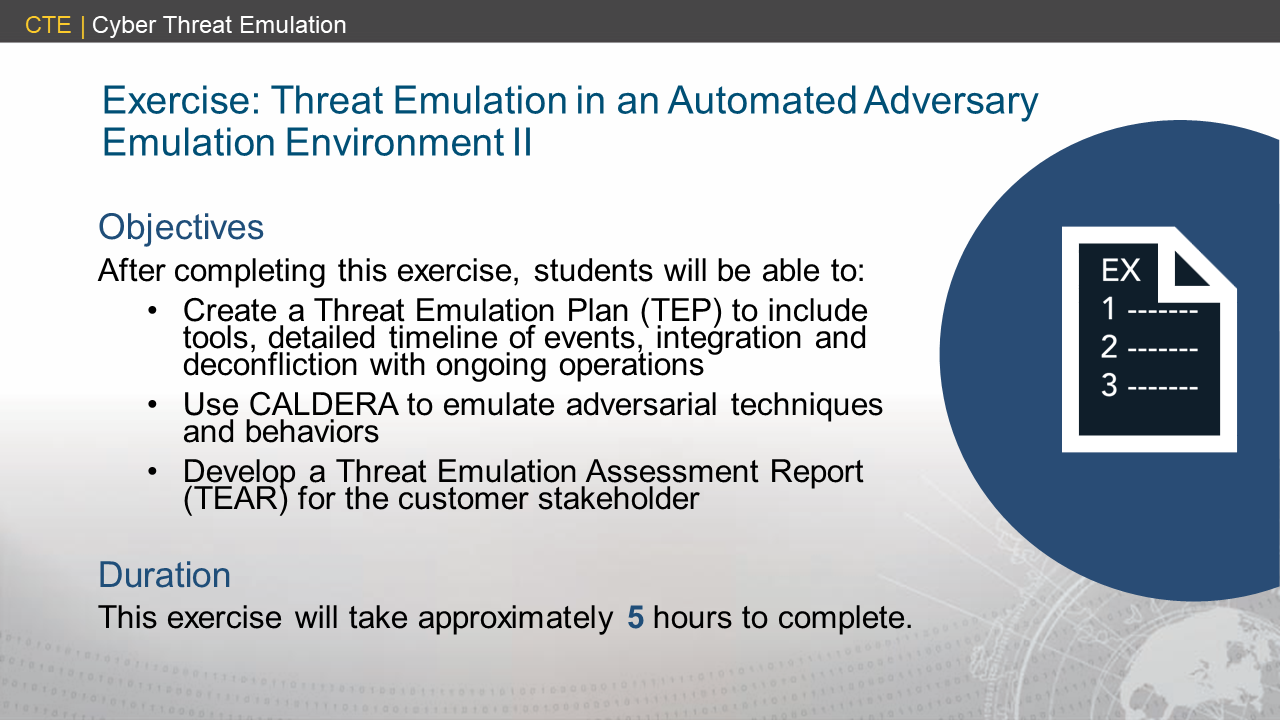 CTE | Cyber Threat Emulation
Exercise: Threat Emulation in an Automated Adversary
Emulation Environment II
Objectives
After completing this exercise, students will be able to:
• Create a Threat Emulation Plan (TEP) to include
tools, detailed timeline of events, integration and
deconfliction with ongoing operations
• Use CALDERA to emulate adversarial techniques
and behaviors
• Develop a Threat Emulation Assessment Report
(TEAR) for the customer stakeholder
Duration
This exercise will take approximately 5 hours to complete.
EX
1 -------
2 -------
3 -------